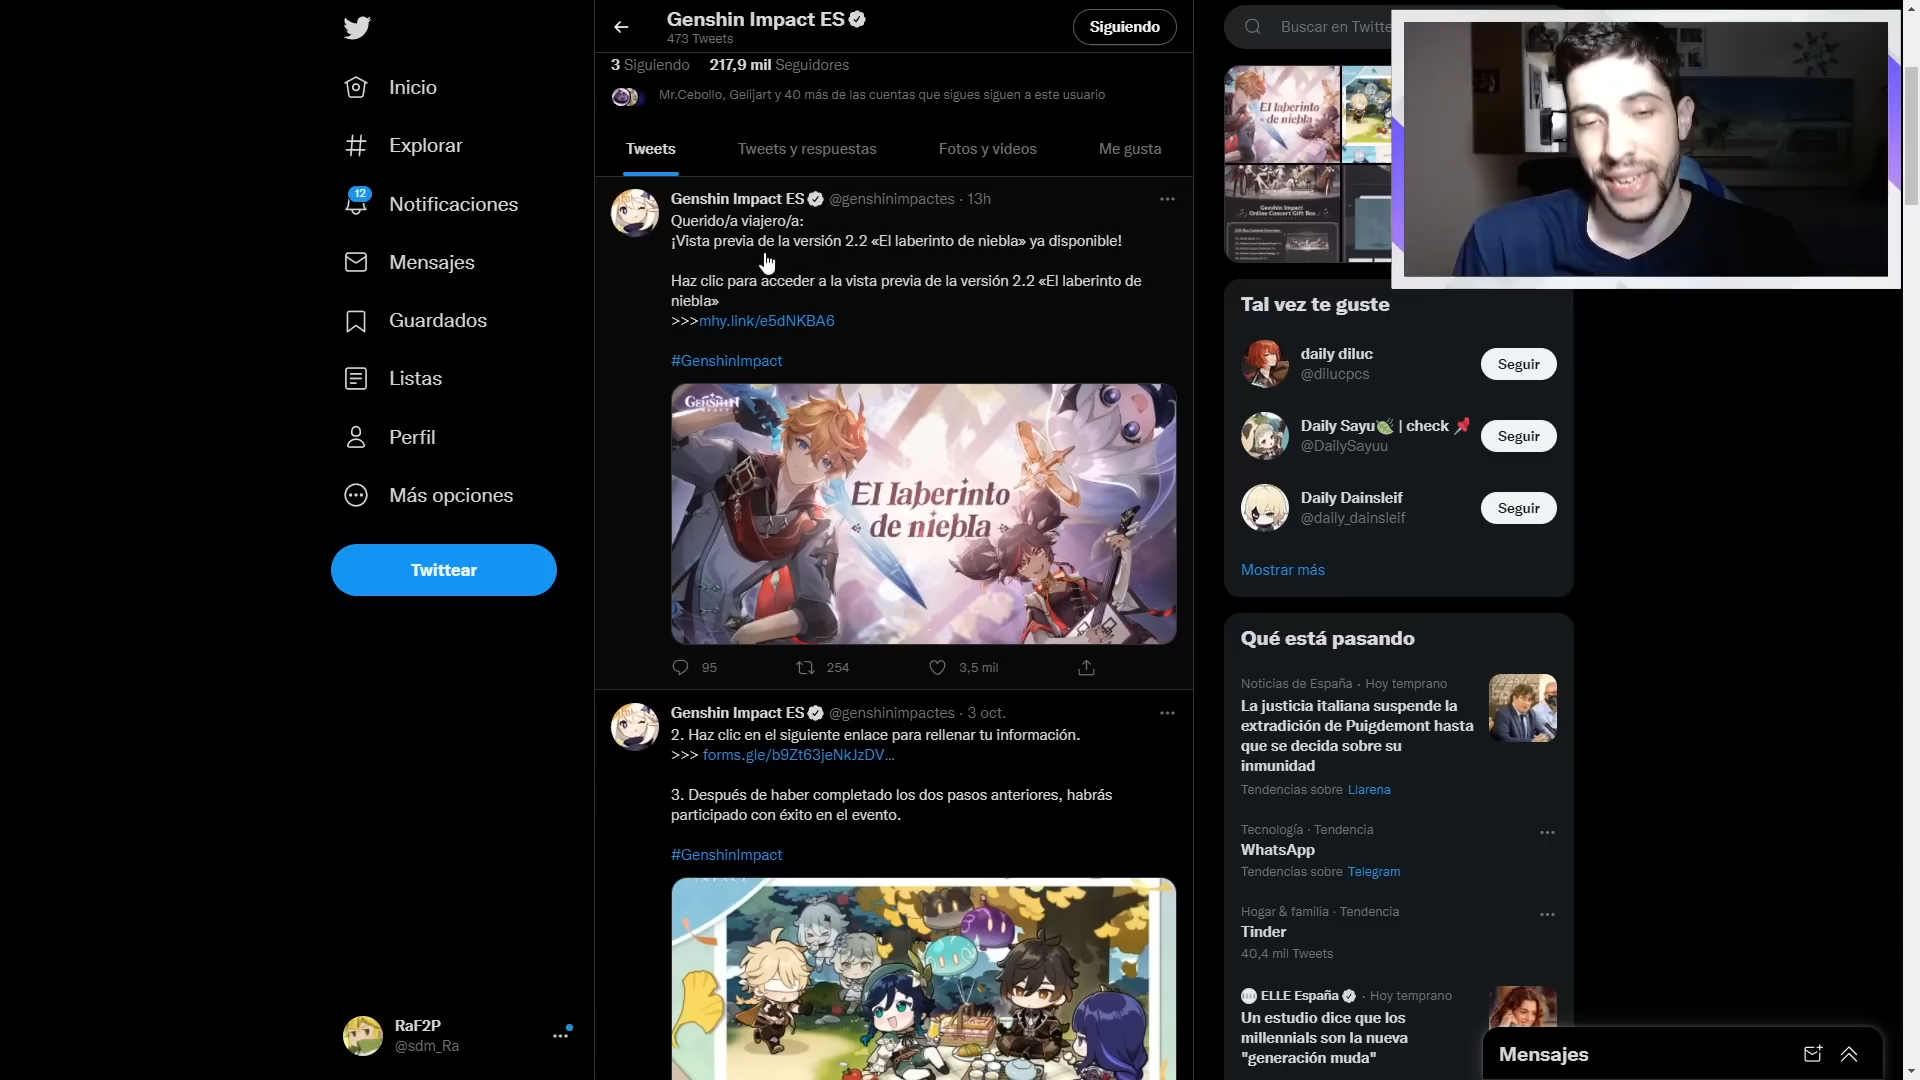 Genshin Impact ES
473 Tweets
Siguiendo
Buscar en Twitte
3 Siguiendo 217,9 mil Seguidores
Mr.Cebollo, Gelijart y 40 más de las cuentas que sigues siguen a este usuario
Tweets
Tweets y respuestas
Fotos y videos
Me gusta
Inicio
Explorar
12
Notificaciones
Mensajes
Guardados
Listas
Perfil
Más opciones
Twittear
RaF2P
@sdm_Ra
Genshin Impact ES @genshinimpactes · 13h
Querido/a viajero/a:
¡Vista previa de la versión 2.2 «El laberinto de niebla» ya disponible!
Haz clic para acceder a la vista previa de la versión 2.2 «El laberinto de
niebla»
>>>mhy.link/e5dNKBA6
#GenshinImpact
GENSHIN
IMPACT
El laberinto
de niebla
95
254
3,5 mil
Genshin Impact ES @genshinimpactes · 3 oct.
2. Haz clic en el siguiente enlace para rellenar tu información.
>>> forms.gle/b9Zt63jeNkJzDV...
3. Después de haber completado los dos pasos anteriores, habrás
participado con éxito en el evento.
#GenshinImpact
El laberinto
de niebla
Genshin Impact
Online Concert Gift Box
Tal vez te guste
daily diluc
@dilucpcs
Seguir
Daily Sayu | check
@DailySayuu
Seguir
Daily Dainsleif
@daily_dainsleif
Seguir
Mostrar más
Qué está pasando
Noticias de España · Hoy temprano
La justicia italiana suspende la
extradición de Puigdemont hasta
que se decida sobre su
inmunidad
Tendencias sobre Llarena
Tecnología · Tendencia
WhatsApp
Tendencias sobre Telegram
Hogar & familia · Tendencia
Tinder
40,4 mil Tweets
ELLE España · Hoy temprano
Un estudio dice que los
millennials son la nueva
"generación muda"
Mensajes